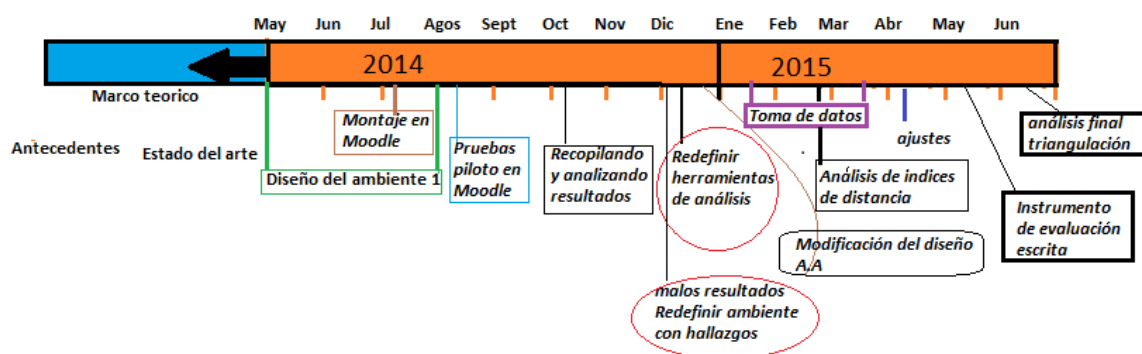 May Jun Jul Agos Sept Oct Nov Dic Ene Feb Mar Abr May Jun
2014
2015
Marco teorico
Antecedentes
Estado del arte
Diseño del ambiente 1
Montaje en
Moodle
Pruebas
piloto en
Moodle
Recopilando
y analizando
resultados
Redefinir
herramientas
de análisis
malos resultados
Redefinir ambiente
con hallazgos
Toma de datos
Análisis de indices
de distancia
Modificación del diseño
A.A
ajustes
Instrumento
de evaluación
escrita
análisis final
triangulación